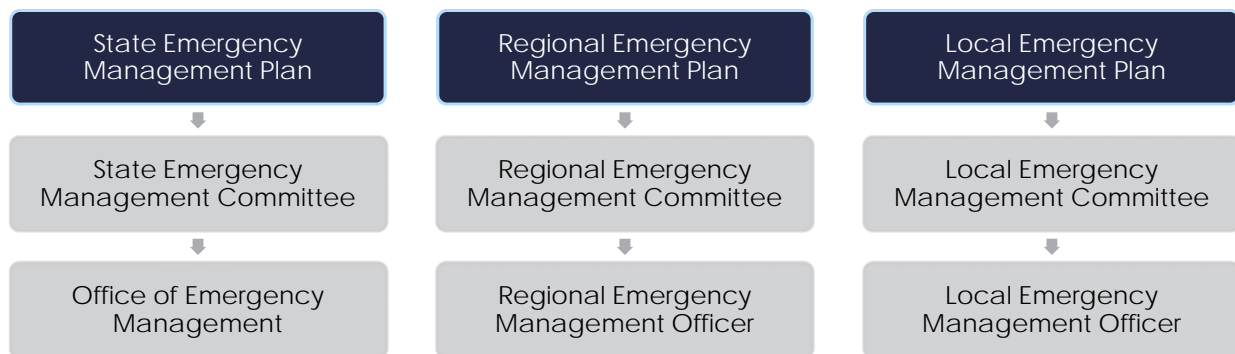 State Emergency
Management Plan
State Emergency
Management Committee
Office of Emergency
Management
Regional Emergency
Management Plan
Regional Emergency
Management Committee
Regional Emergency
Management Officer
Local Emergency
Management Plan
Local Emergency
Management Committee
Local Emergency
Management Officer